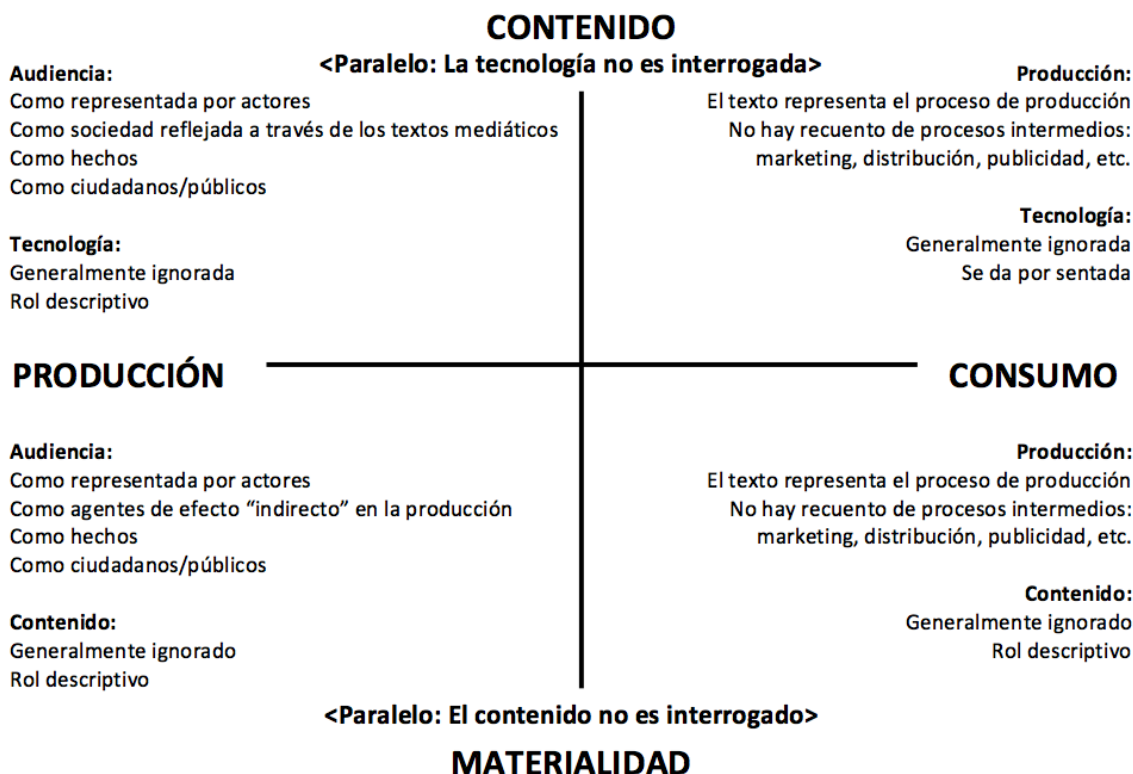 CONTENIDO
<Paralelo: La tecnología no es interrogada>
Audiencia:
Como representada por actores
Como sociedad reflejada a través de los textos mediáticos
Como hechos
Como ciudadanos/públicos
Tecnología:
Generalmente ignorada
Rol descriptivo
Producción:
El texto representa el proceso de producción
No hay recuento de procesos intermedios:
marketing, distribución, publicidad, etc.
Tecnología:
Generalmente ignorada
Se da por sentada
PRODUCCIÓN
CONSUMO
Audiencia:
Como representada por actores
Como agentes de efecto “indirecto” en la producción
Como hechos
Como ciudadanos/públicos
Contenido:
Generalmente ignorado
Rol descriptivo
Producción:
El texto representa el proceso de producción
No hay recuento de procesos intermedios:
marketing, distribución, publicidad, etc.
Contenido:
Generalmente ignorado
Rol descriptivo
<Paralelo: El contenido no es interrogado>
MATERIALIDAD